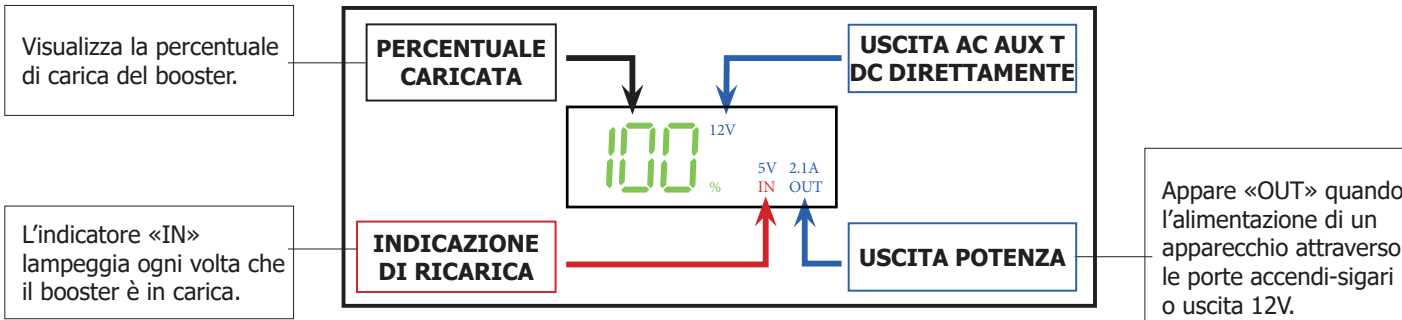 Visualizza la percentuale
di carica del booster.
PERCENTUALE
CARICATA
USCITA AC AUX T
DC DIRETTAMENTE
100
%
12V
5V 2.1A
IN OUT
L’indicatore «IN»
lampeggia ogni volta che
il booster è in carica.
INDICAZIONE
DI RICARICA
USCITA POTENZA
Appare «OUT» quando
l’alimentazione di un
apparecchio attraverso
le porte accendi-sigari
o uscita 12V.